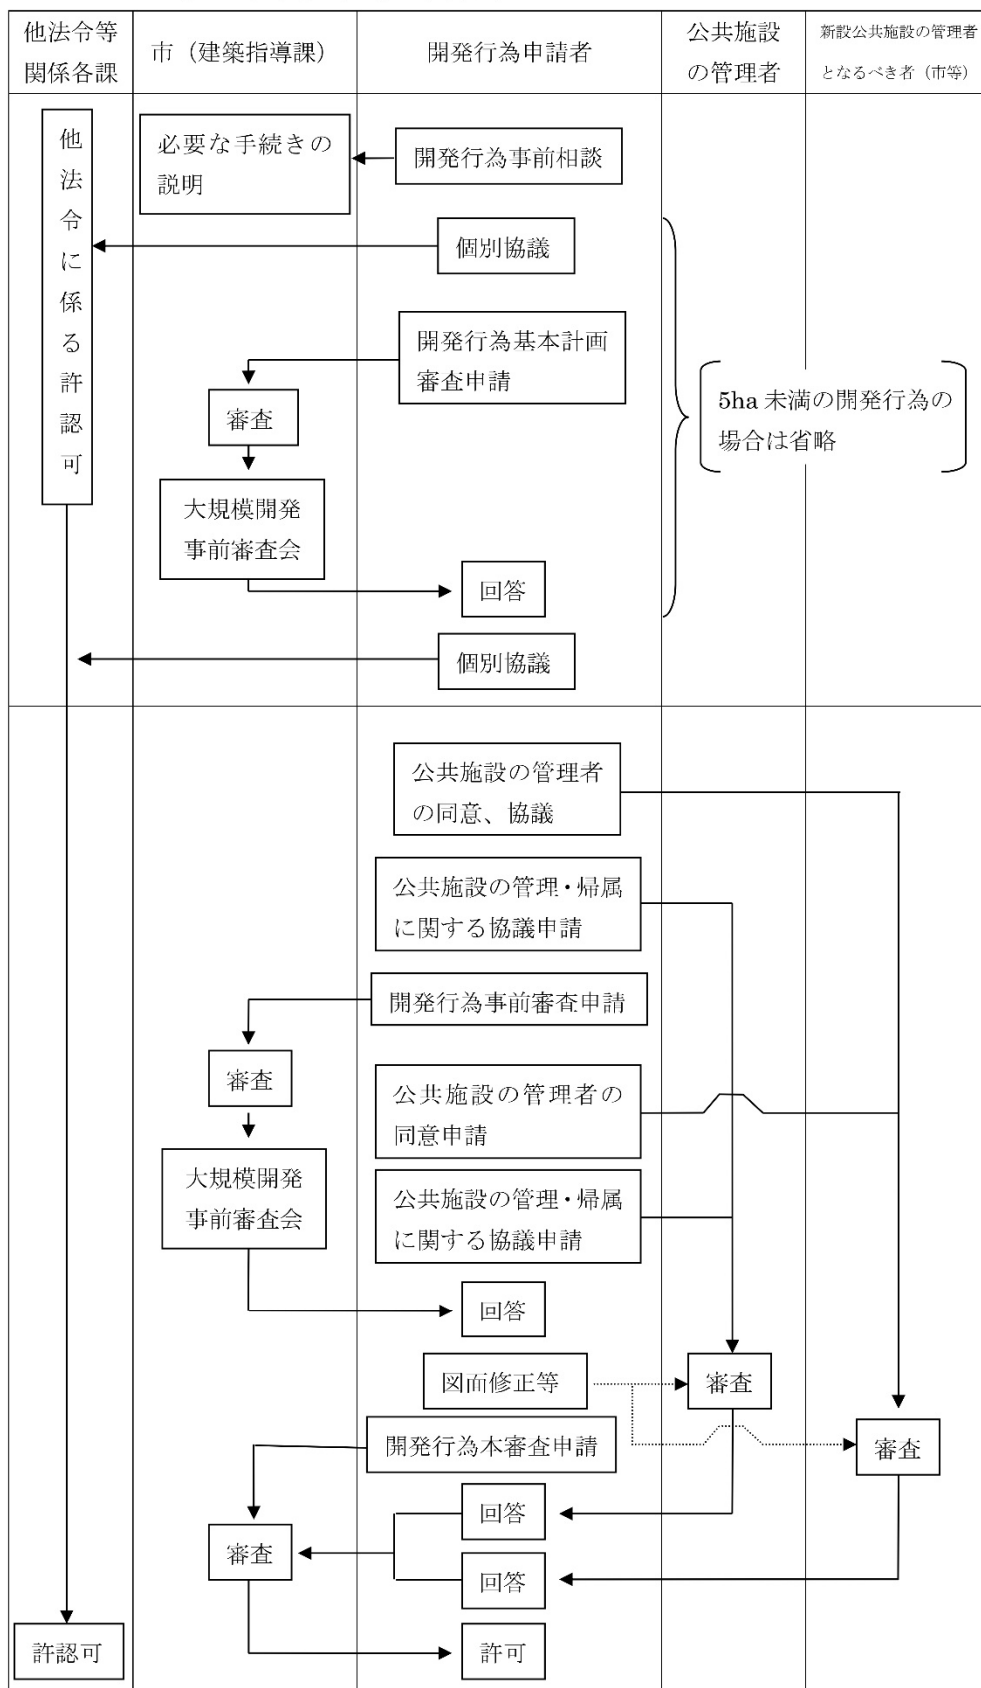 他法令等
関係各課
市（建築指導課）
開発行為申請者
公共施設
の管理者
新設公共施設の管理者
となるべき者（市等）
他法令に係る許認可
必要な手続きの
説明
開発行為事前相談
個別協議
開発行為基本計画
審査申請
審査
5ha 未満の開発行為の
場合は省略
大規模開発
事前審査会
回答
個別協議
公共施設の管理者
の同意、協議
公共施設の管理・帰属
に関する協議申請
開発行為事前審査申請
審査
公共施設の管理者の
同意申請
大規模開発
事前審査会
公共施設の管理・帰属
に関する協議申請
回答
図面修正等
審査
開発行為本審査申請
審査
回答
審査
回答
許認可
許可